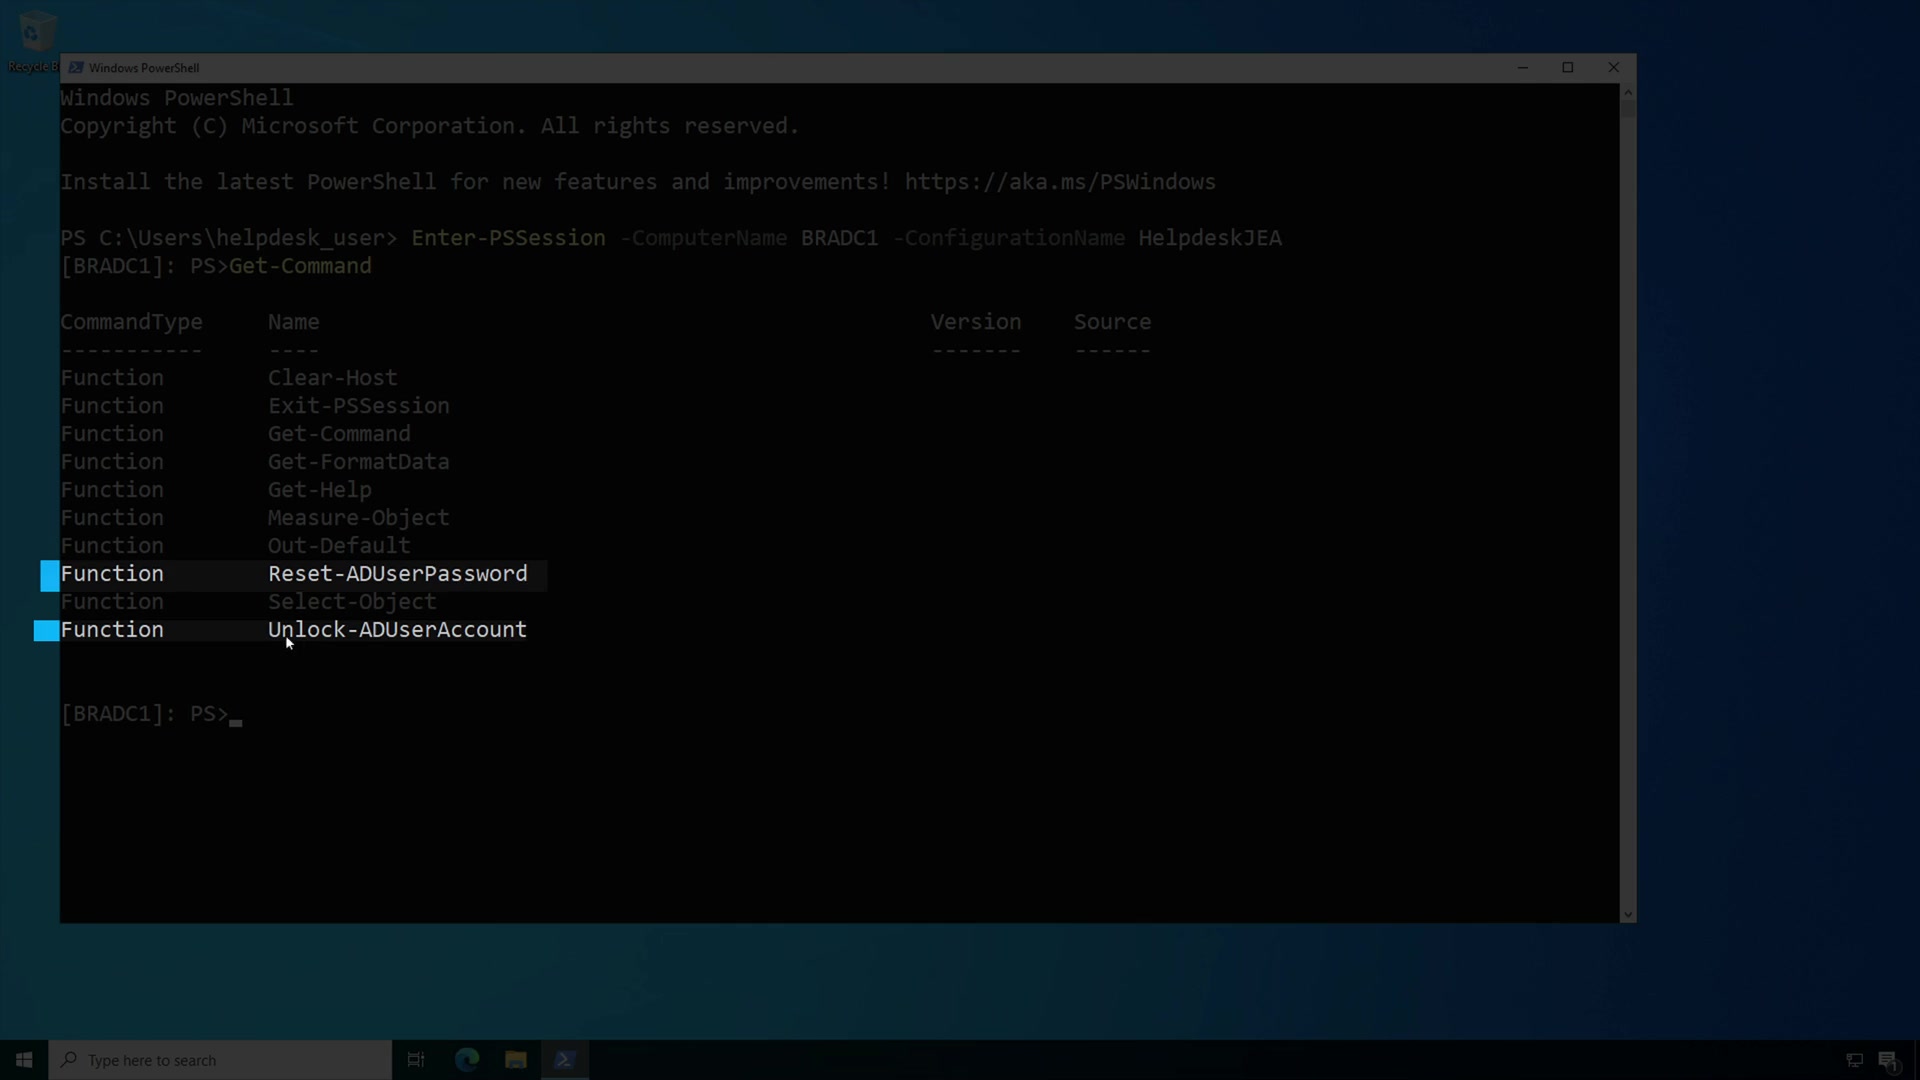 Recycle B
Windows PowerShell
Windows PowerShell
Copyright (C) Microsoft Corporation. All rights reserved.
Install the latest PowerShell for new features and improvements! https://aka.ms/PSWindows
PS C:\Users\helpdesk_user> Enter-PSSession -ComputerName BRADC1 -ConfigurationName HelpdeskJEA
[BRADC1]: PS>Get-Command
CommandType     Name                                               Version    Source
-----------     ----                                               -------    ------
Function        Clear-Host
Function        Exit-PSSession
Function        Get-Command
Function        Get-FormatData
Function        Get-Help
Function        Measure-Object
Function        Out-Default
Function        Reset-ADUserPassword
Function        Select-Object
Function        Unlock-ADUserAccount
[BRADC1]: PS>
Type here to search
1